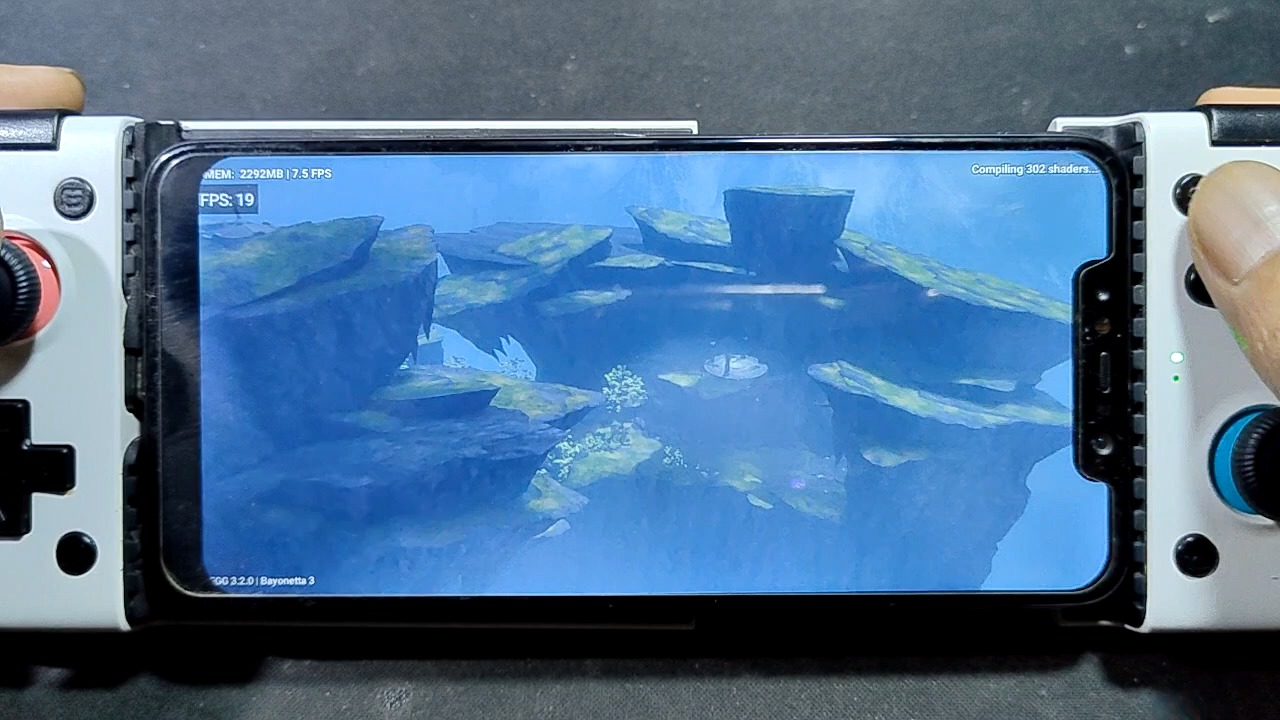 MEM: 2292MB | 7.5 FPS
Compiling 302 shaders...
FPS: 19
EGG 3.2.0 | Bayonetta 3